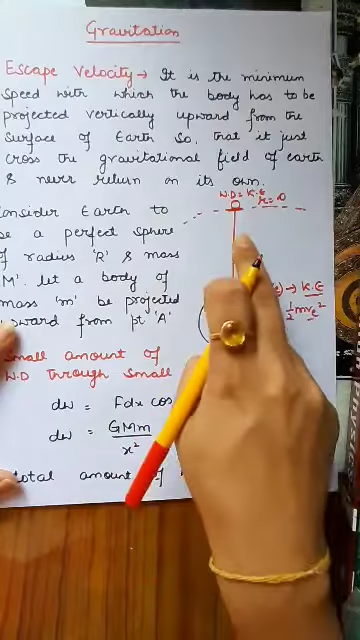 Gravitation
Escape Velocity → It is the minimum
speed with which the body has to be
projected vertically upward from the
surface of Earth so, that it just
cross the gravitational field of earth
& never return on its own.
W.D = K.E
r = ∞
onsider Earth to
be a perfect sphere
of radius 'R' & mass
'M'. let a body of
mass 'm' be projected
upward from pt 'A'
→ K.E
½mve²
Small amount of
W.D through small
dw = Fdx cos
dw = GMm
x²
total amount of